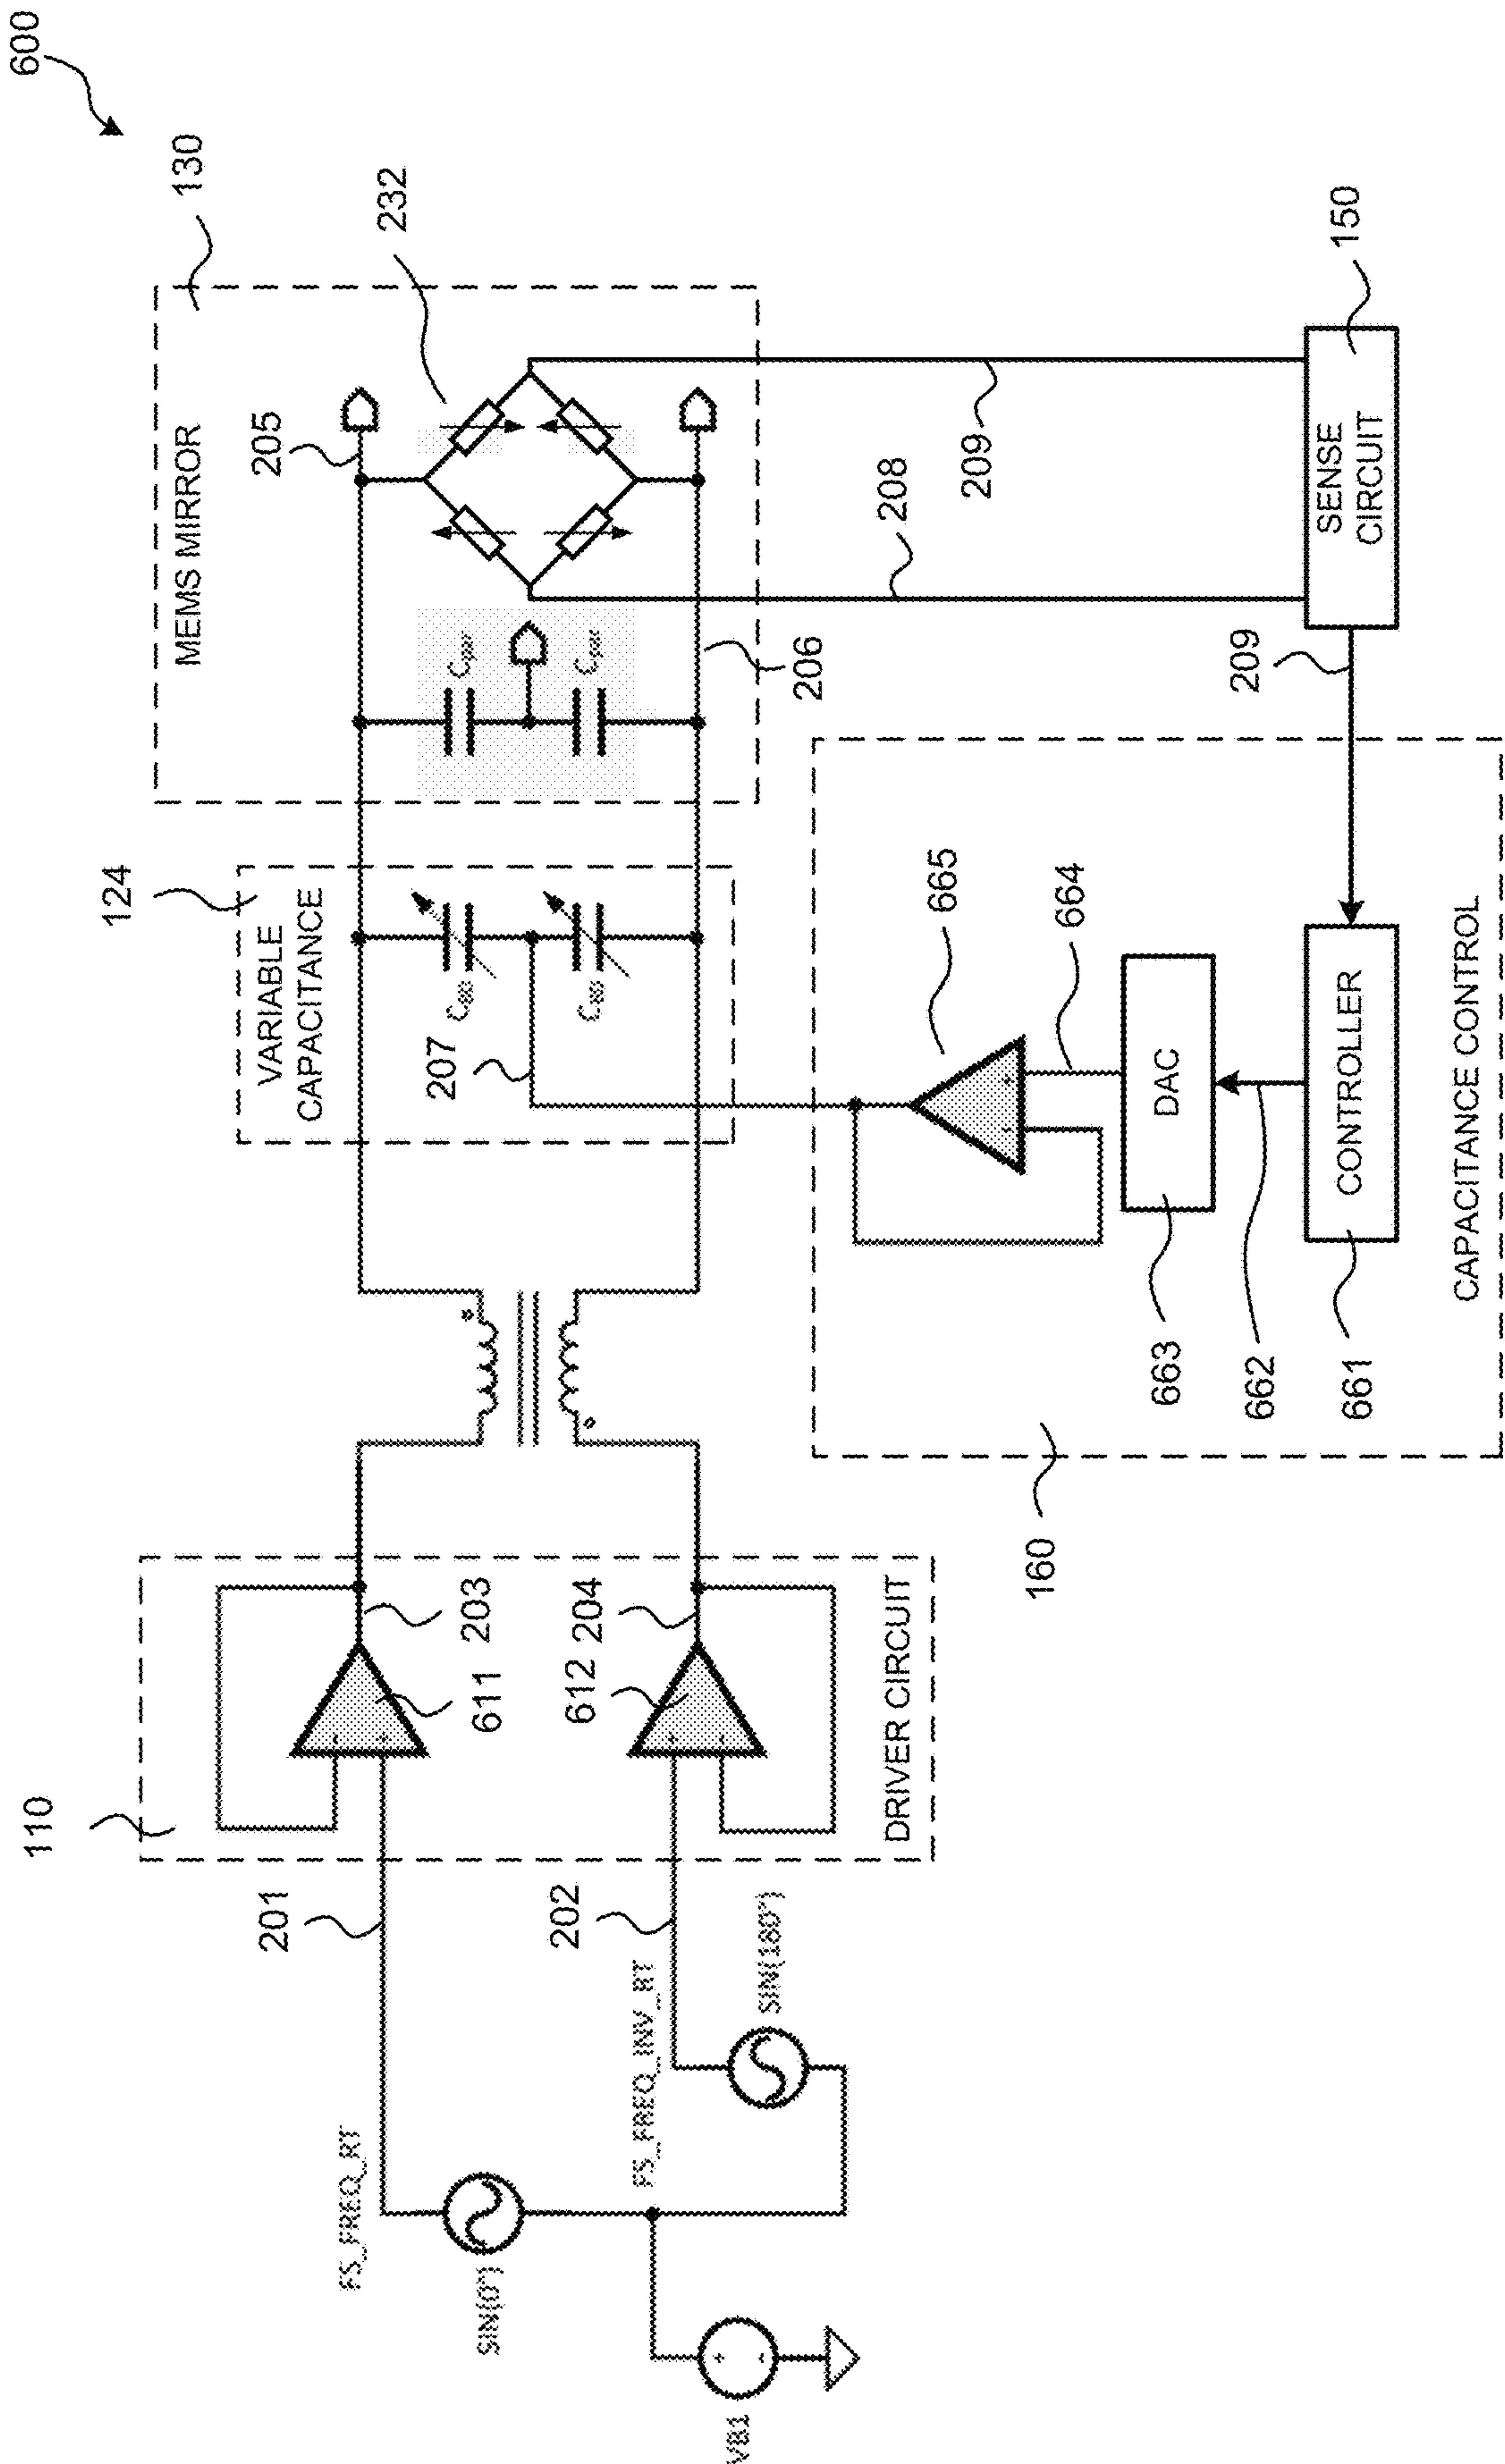 600
130
MEMS MIRROR
205
232
C_par
C_par
206
208
209
SENSE
CIRCUIT
150
209
124
VARIABLE
CAPACITANCE
207
665
+
-
664
DAC
663
662
CONTROLLER
661
CAPACITANCE CONTROL
160
110
203
611
204
612
DRIVER CIRCUIT
201
202
FS_FREQ_RT
FS_FREQ_INV_RT
SIN(0°)
SIN(180°)
VB1
+
-